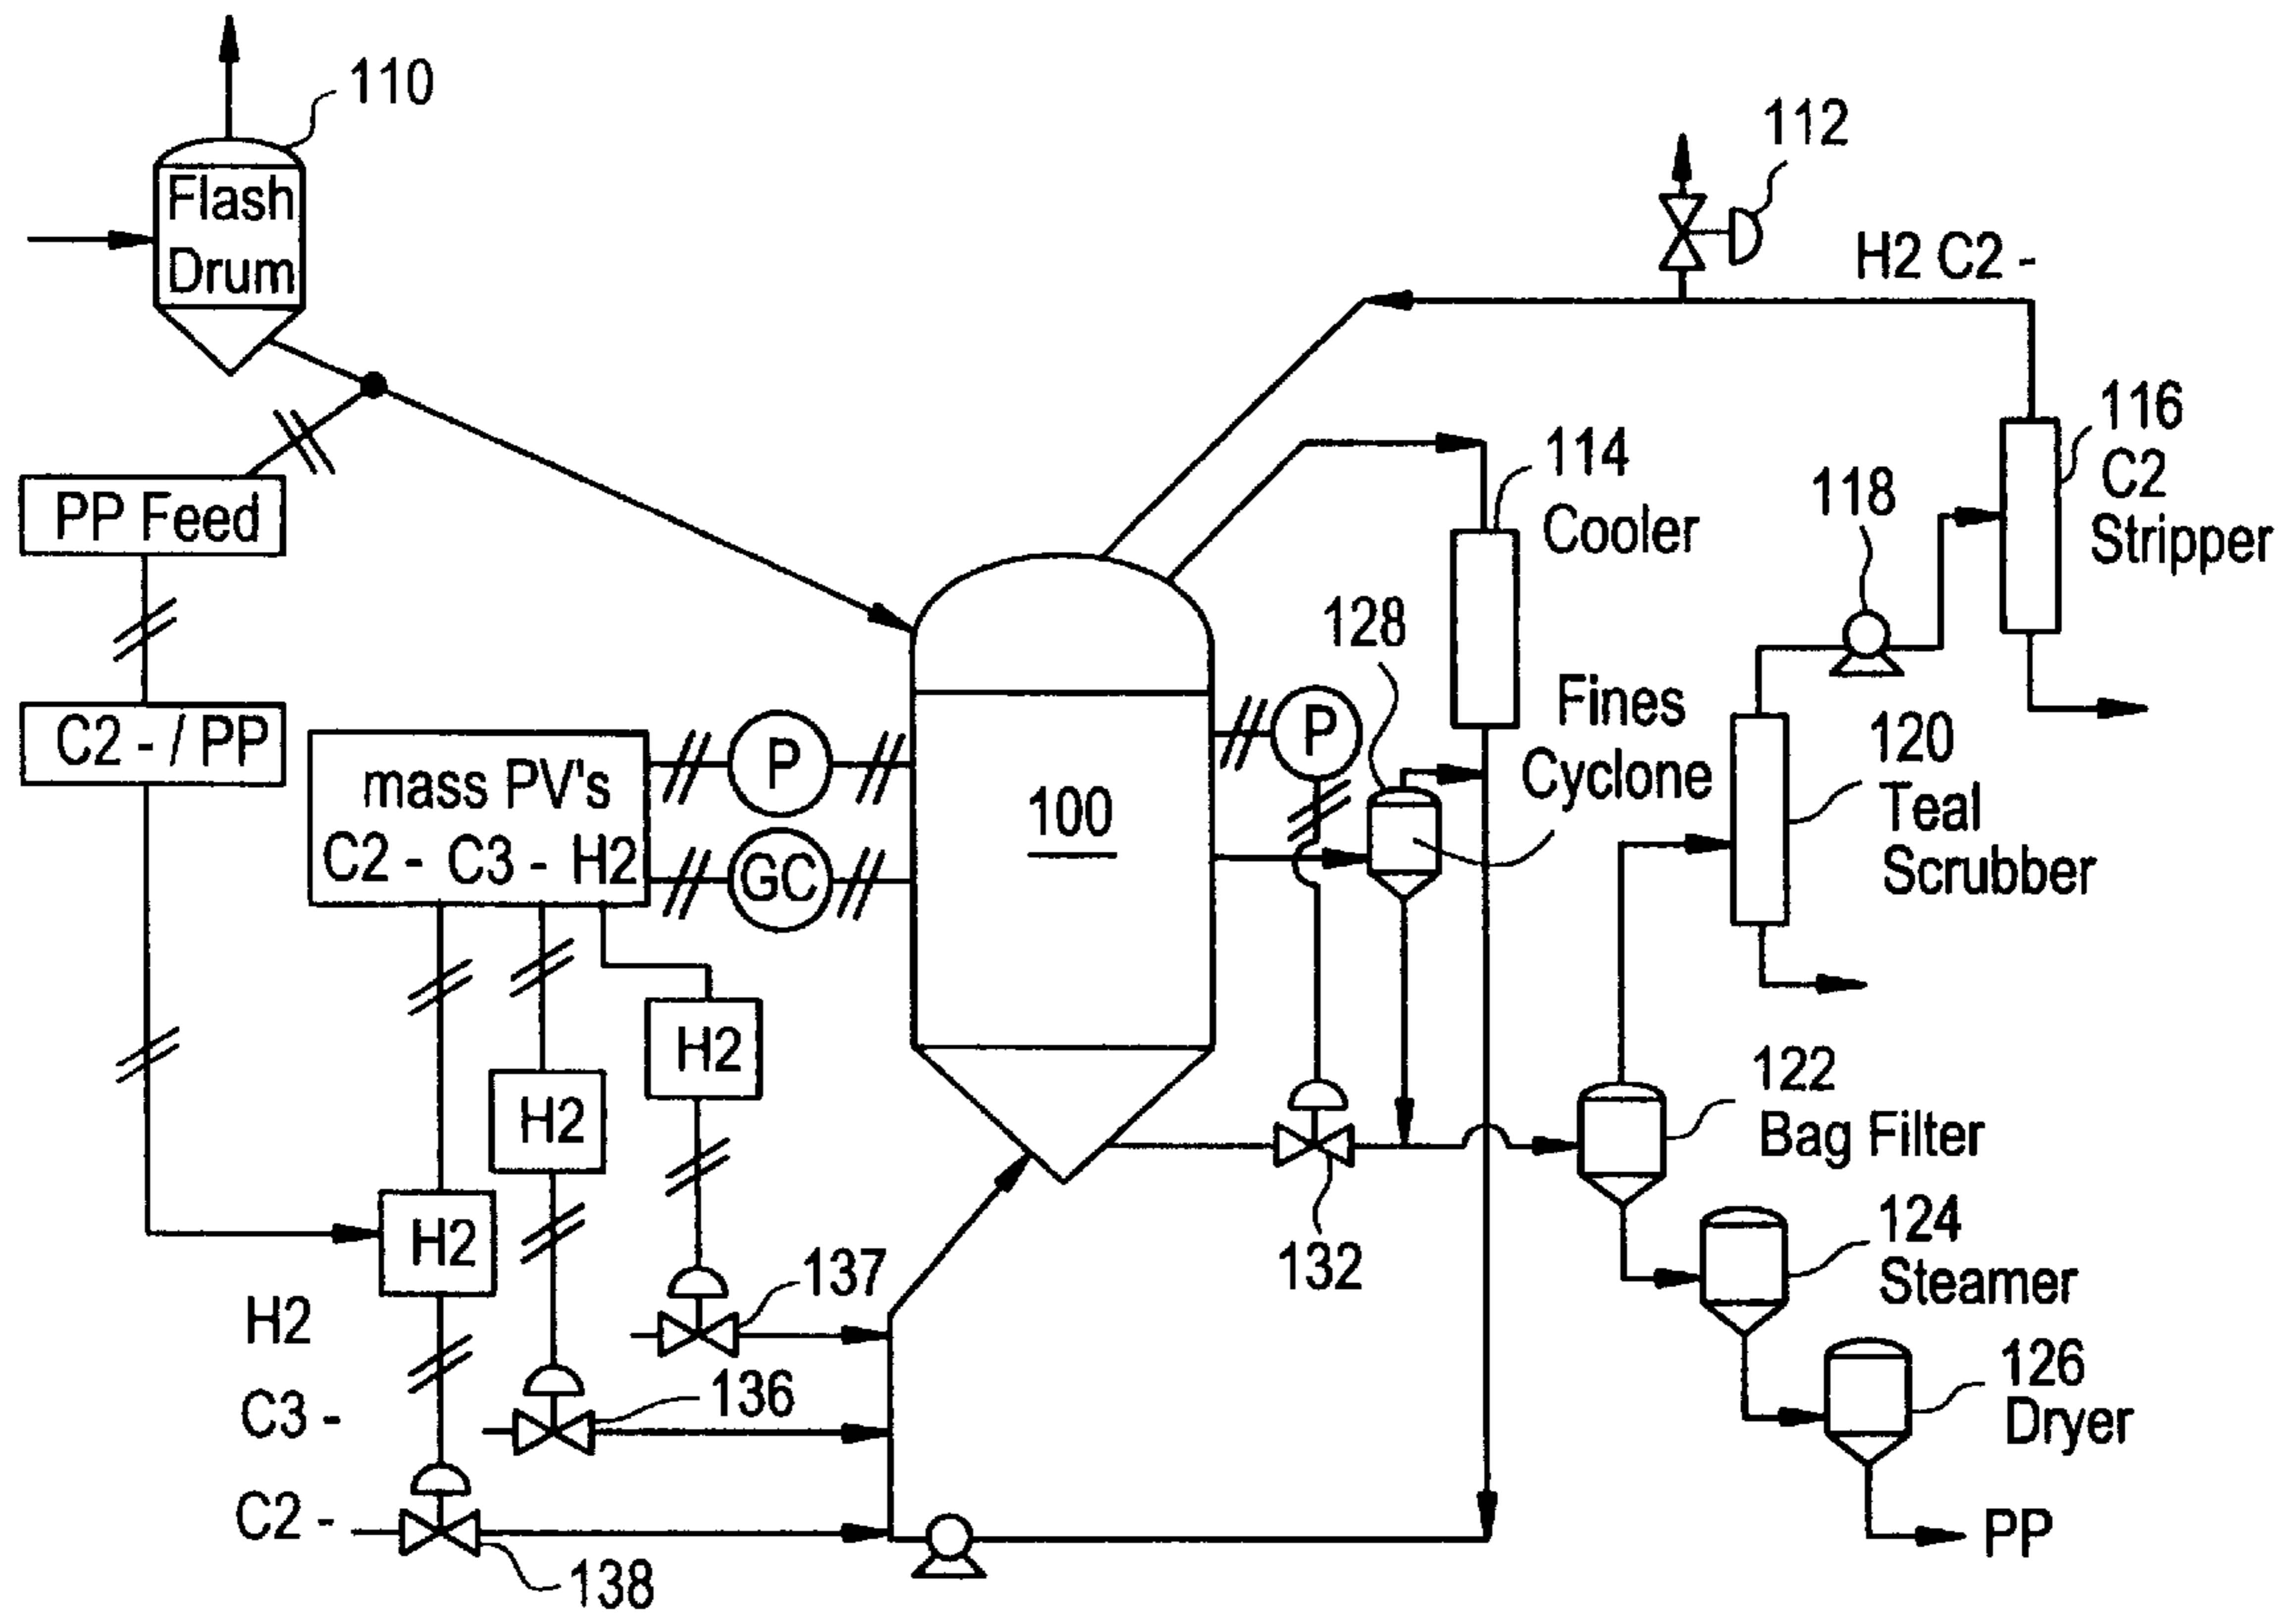 110
Flash
Drum
112
H2 C2 -
116
C2
Stripper
114
Cooler
118
PP Feed
128
Fines
Cyclone
C2 - / PP
mass PV's
C2 - C3 - H2
P
GC
100
P
120
Teal
Scrubber
H2
H2
H2
122
Bag Filter
132
124
Steamer
137
H2
136
C3 -
126
Dryer
C2 -
138
PP